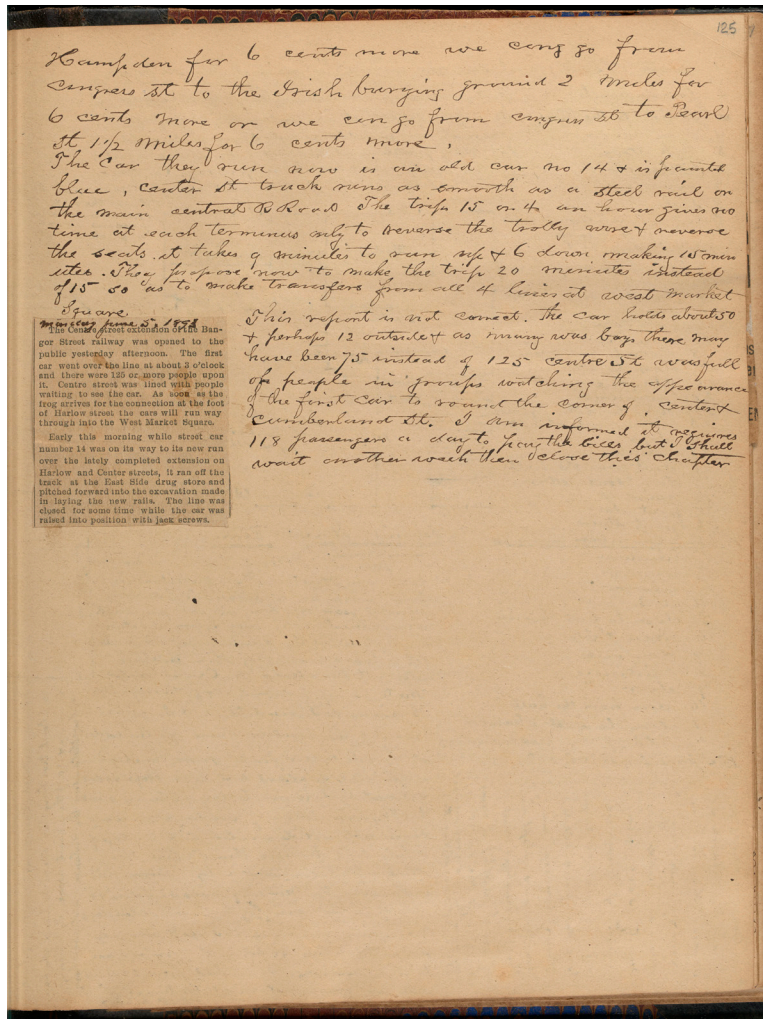 125
Hampden for 6 cents more we cang go from
Congress st to the Irish burying ground 2 miles for
6 cents more or we can go from congress st to Pearl
St 1 1/2 miles for 6 cents more.
The Car they run now is an old car no 14 & is painted
blue, center St track runs as smooth as a steel rail on
the main central R Road The trip 15 or 4 an hour gives no
time at each terminus only to reverse the trolly wire & reverse
the seats it takes 9 minutes to run up & 6 down making 15 min
utes. They propose now to make the trip 20 minutes instead
of 15 so as to make transfers from all 4 lines at west market
Square
Monday June 5, 1893
The Centre street extension of the Ban-
gor Street railway was opened to the
public yesterday afternoon. The first
car went over the line at about 3 o'clock
and there were 125 or more people upon
it. Centre street was lined with people
waiting to see the car. As soon as the
frog arrives for the connection at the foot
of Harlow street the cars will run way
through into the West Market Square.
Early this morning while street car
number 14 was on its way to its new run
over the lately completed extension on
Harlow and Center streets, it ran off the
track at the East Side drug store and
pitched forward into the excavation made
in laying the new rails. The line was
closed for some time while the car was
raised into position with jack screws.
This report is not correct. the car holds about 50
& perhaps 12 outside & as many was boys there may
have been 75 instead of 125 centre St was full
of people in groups watching the appearance
of the first car to round the corner of center &
Cumberland St. I am informed it requires
118 passengers a day to pay the bills but I shall
wait another week then close this chapter